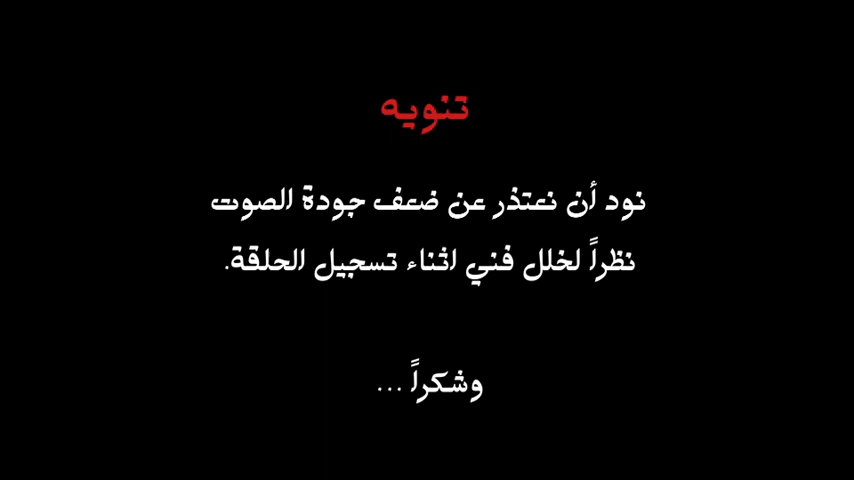 تنويه
نود أن نعتذر عن ضعف جودة الصوت
نظراً لخلل فني اثناء تسجيل الحلقة.
وشكراً ...